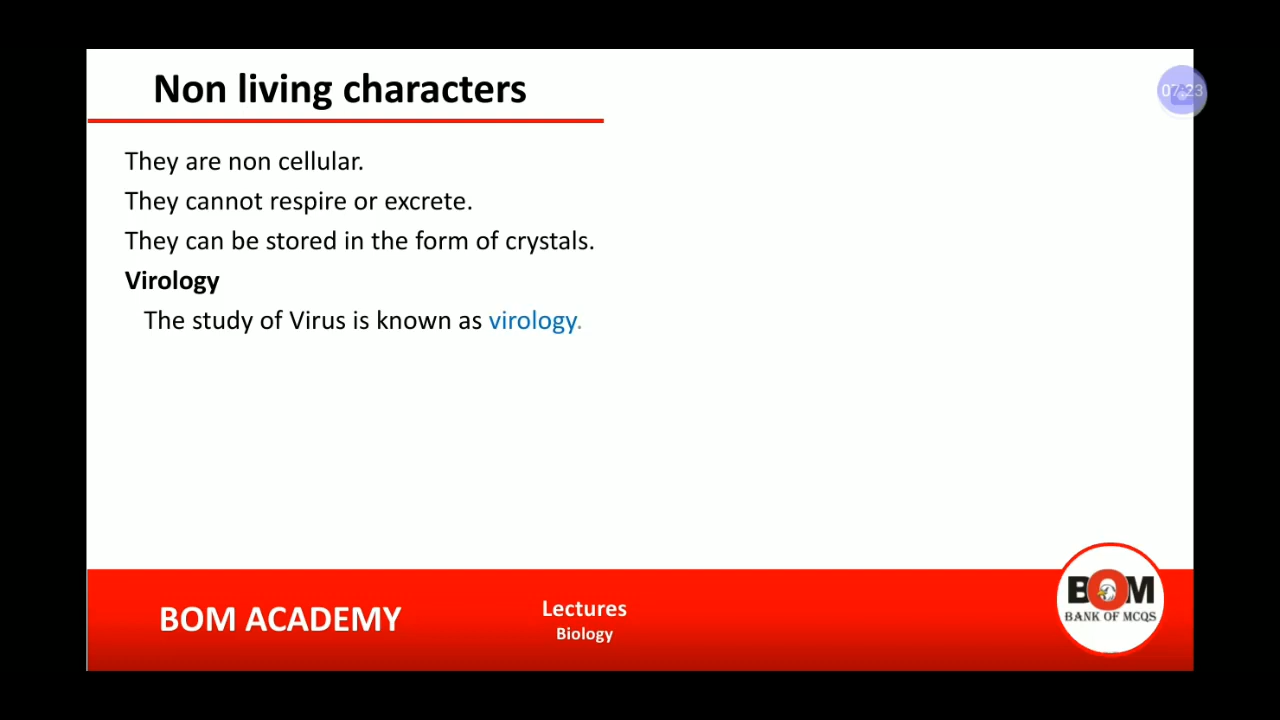 Non living characters
07:23
They are non cellular.
They cannot respire or excrete.
They can be stored in the form of crystals.
Virology
The study of Virus is known as virology.
BOM ACADEMY
Lectures
Biology
BOM
BANK OF MCQS